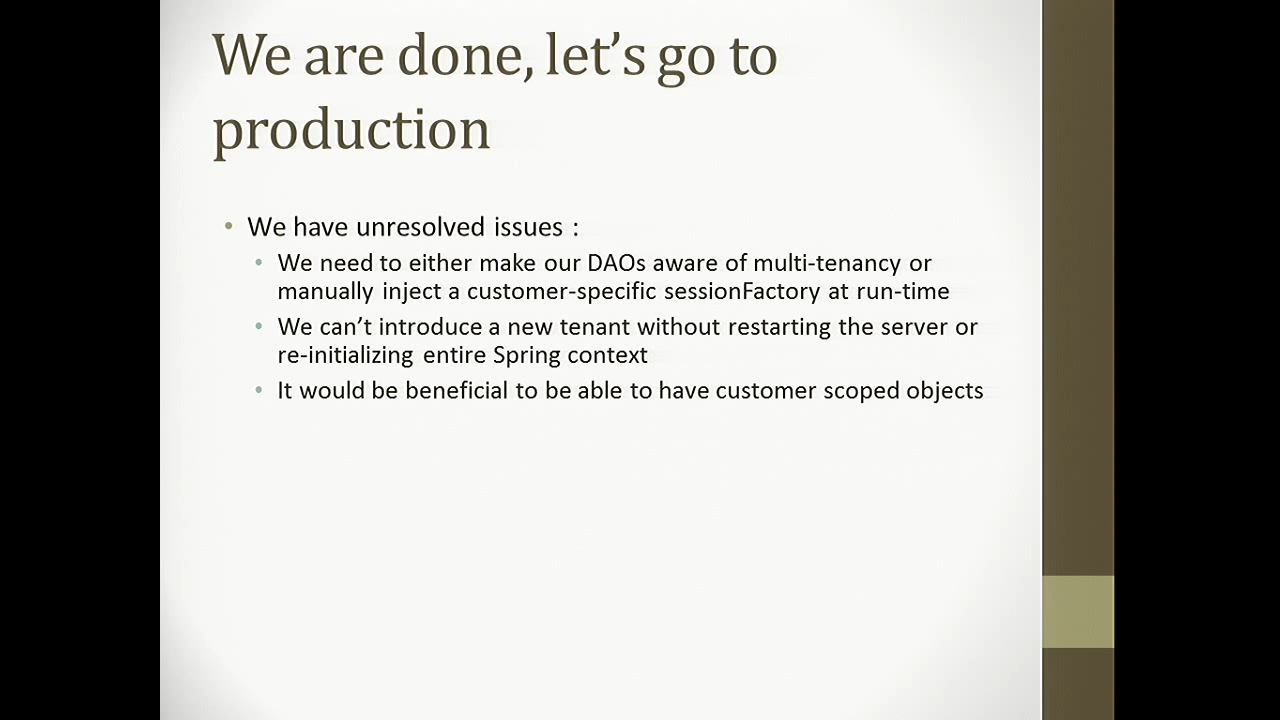 We are done, let’s go to
production
• We have unresolved issues :
• We need to either make our DAOs aware of multi-tenancy or
manually inject a customer-specific sessionFactory at run-time
• We can’t introduce a new tenant without restarting the server or
re-initializing entire Spring context
• It would be beneficial to be able to have customer scoped objects